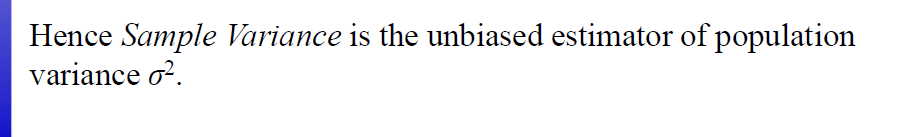 Hence Sample Variance is the unbiased estimator of population
variance σ².